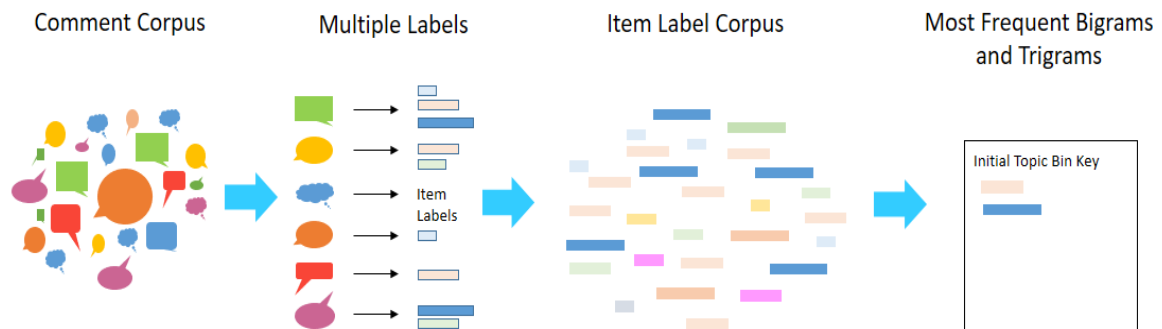 Comment Corpus
Multiple Labels
Item Label Corpus
Most Frequent Bigrams
and Trigrams
Item
Labels
Initial Topic Bin Key